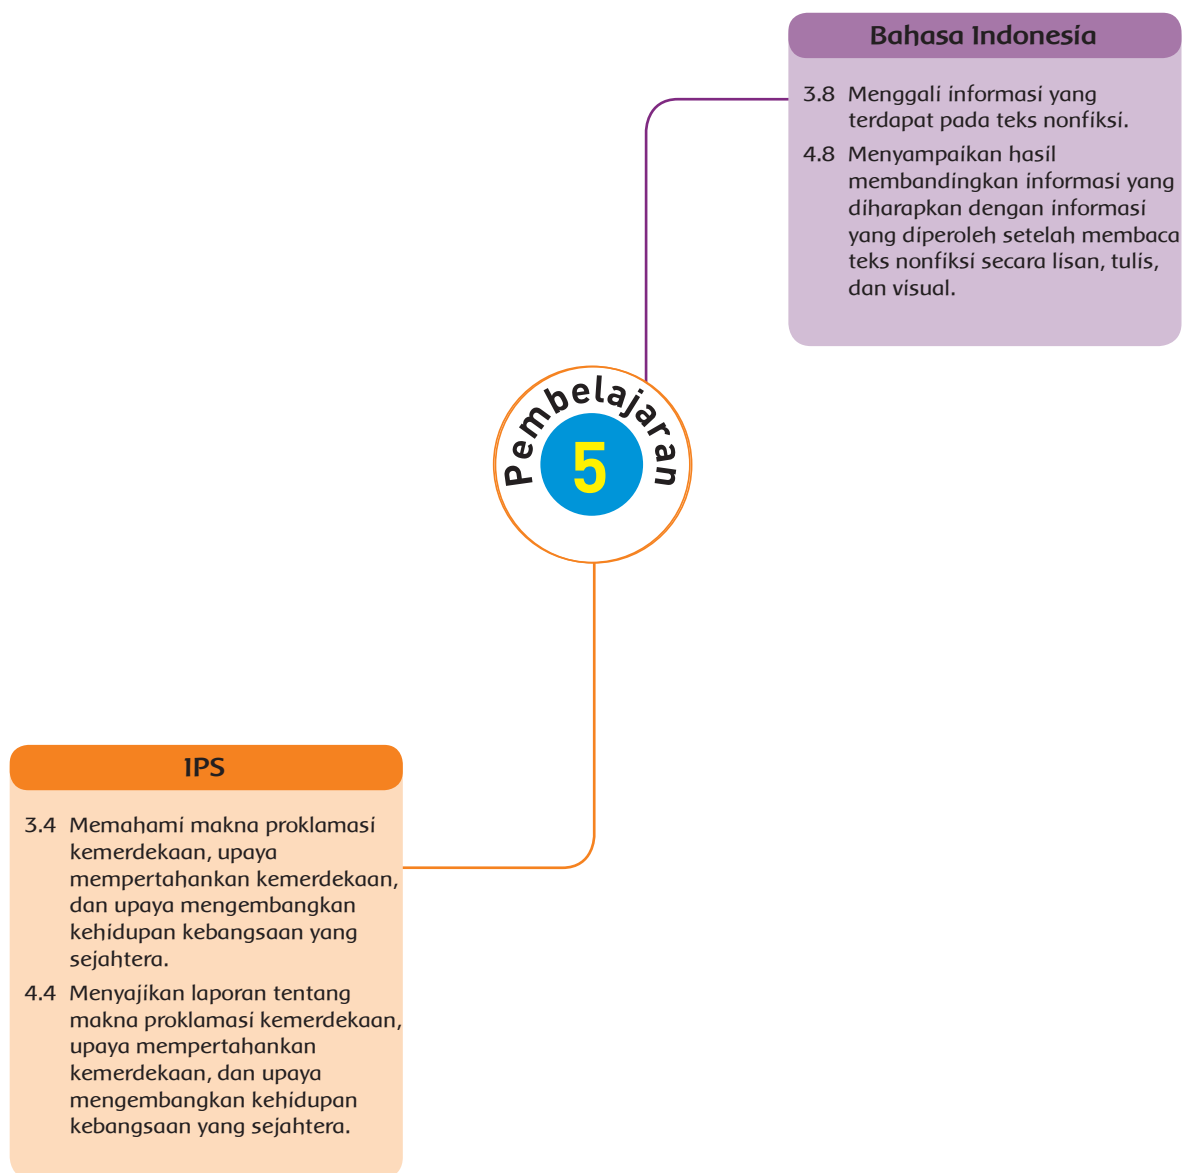 Bahasa Indonesia
3.8 Menggali informasi yang
terdapat pada teks nonfiksi.
4.8 Menyampaikan hasil
membandingkan informasi yang
diharapkan dengan informasi
yang diperoleh setelah membaca
teks nonfiksi secara lisan, tulis,
dan visual.
Pembelajaran
5
IPS
3.4 Memahami makna proklamasi
kemerdekaan, upaya
mempertahankan kemerdekaan,
dan upaya mengembangkan
kehidupan kebangsaan yang
sejahtera.
4.4 Menyajikan laporan tentang
makna proklamasi kemerdekaan,
upaya mempertahankan
kemerdekaan, dan upaya
mengembangkan kehidupan
kebangsaan yang sejahtera.